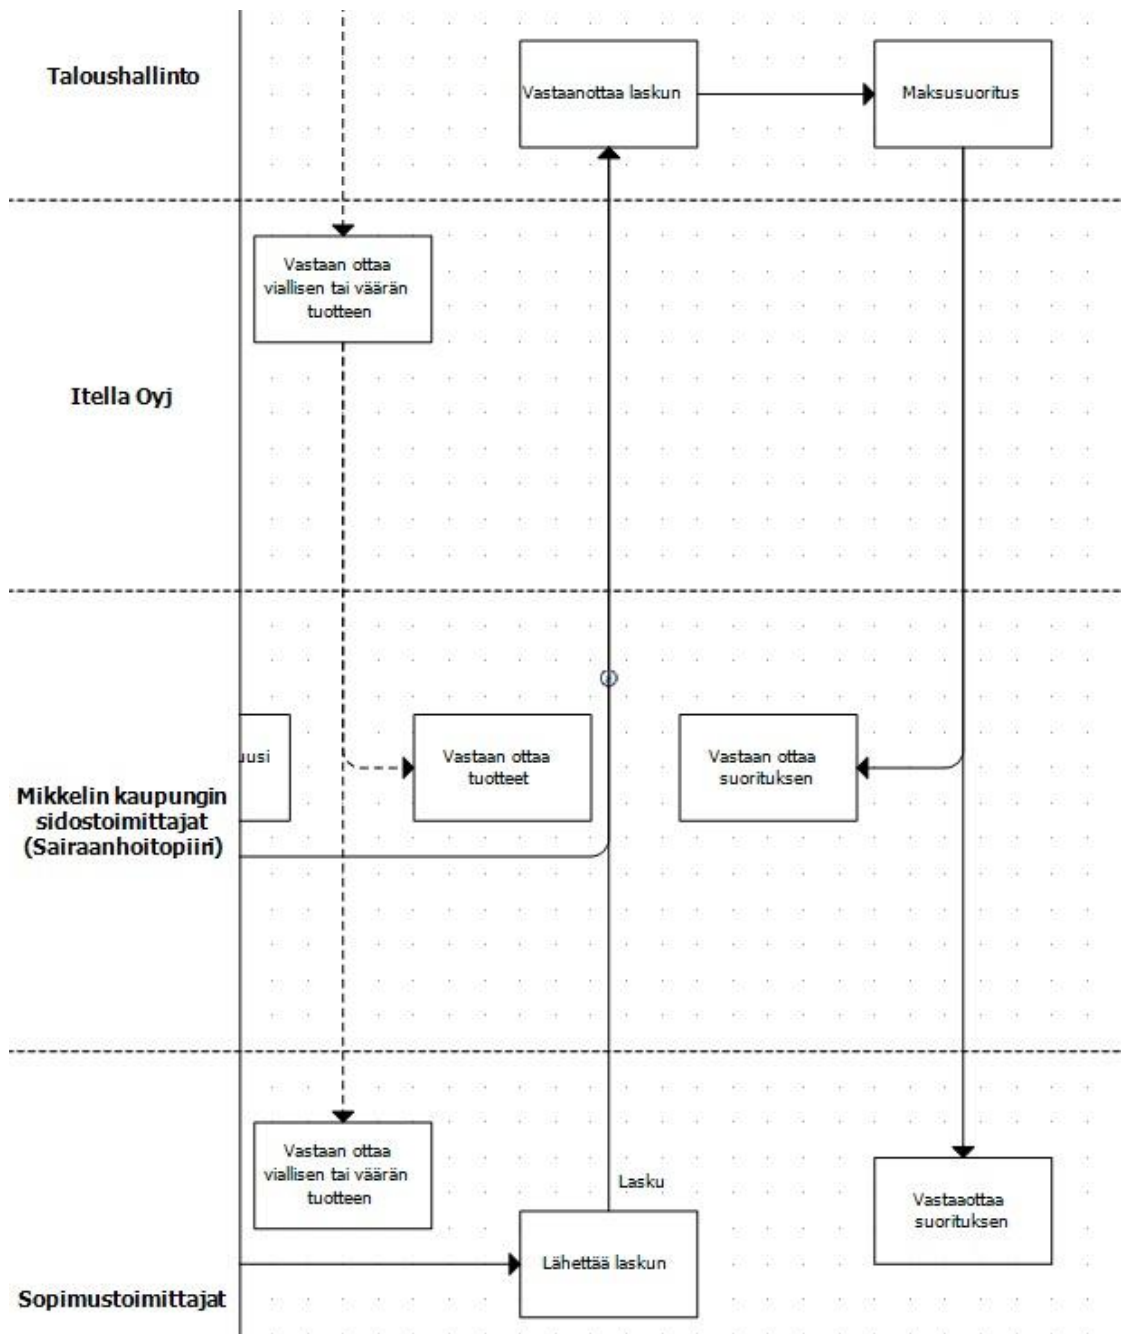 Taloushallinto
Vastaanottaa laskun
Maksusuoritus
Vastaan ottaa
viallisen tai väärän
tuotteen
Itella Oyj
uusi
Vastaan ottaa
tuotteet
Vastaan ottaa
suorituksen
Mikkelin kaupungin
sidostoimittajat
(Sairaanhoitopiiri)
Vastaan ottaa
viallisen tai väärän
tuotteen
Lasku
Vastaaottaa
suorituksen
Lähettää laskun
Sopimustoimittajat